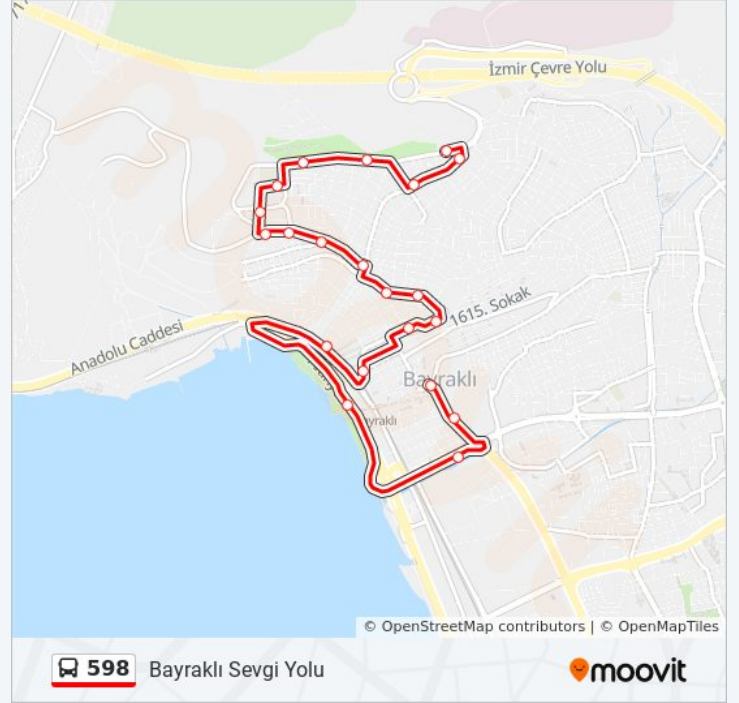 İzmir Çevre Yolu
1615. Sokak
Anadolu Caddesi
Bayraklı
© OpenStreetMap contributors | © OpenMapTiles
598 Bayraklı Sevgi Yolu
moovit